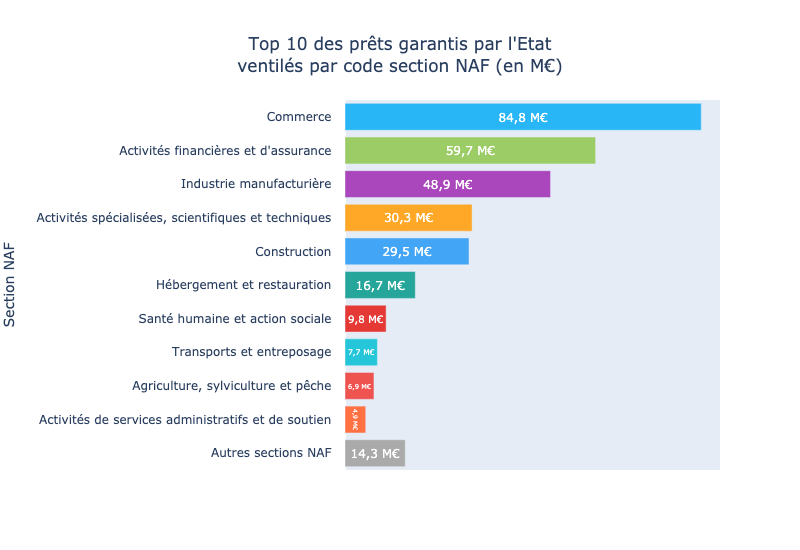 Top 10 des prêts garantis par l'Etat
ventilés par code section NAF (en M€)
Section NAF
Commerce 84,8 M€
Activités financières et d'assurance 59,7 M€
Industrie manufacturière 48,9 M€
Activités spécialisées, scientifiques et techniques 30,3 M€
Construction 29,5 M€
Hébergement et restauration 16,7 M€
Santé humaine et action sociale 9,8 M€
Transports et entreposage 7,7 M€
Agriculture, sylviculture et pêche 6,9 M€
Activités de services administratifs et de soutien 4,9 M€
Autres sections NAF 14,3 M€